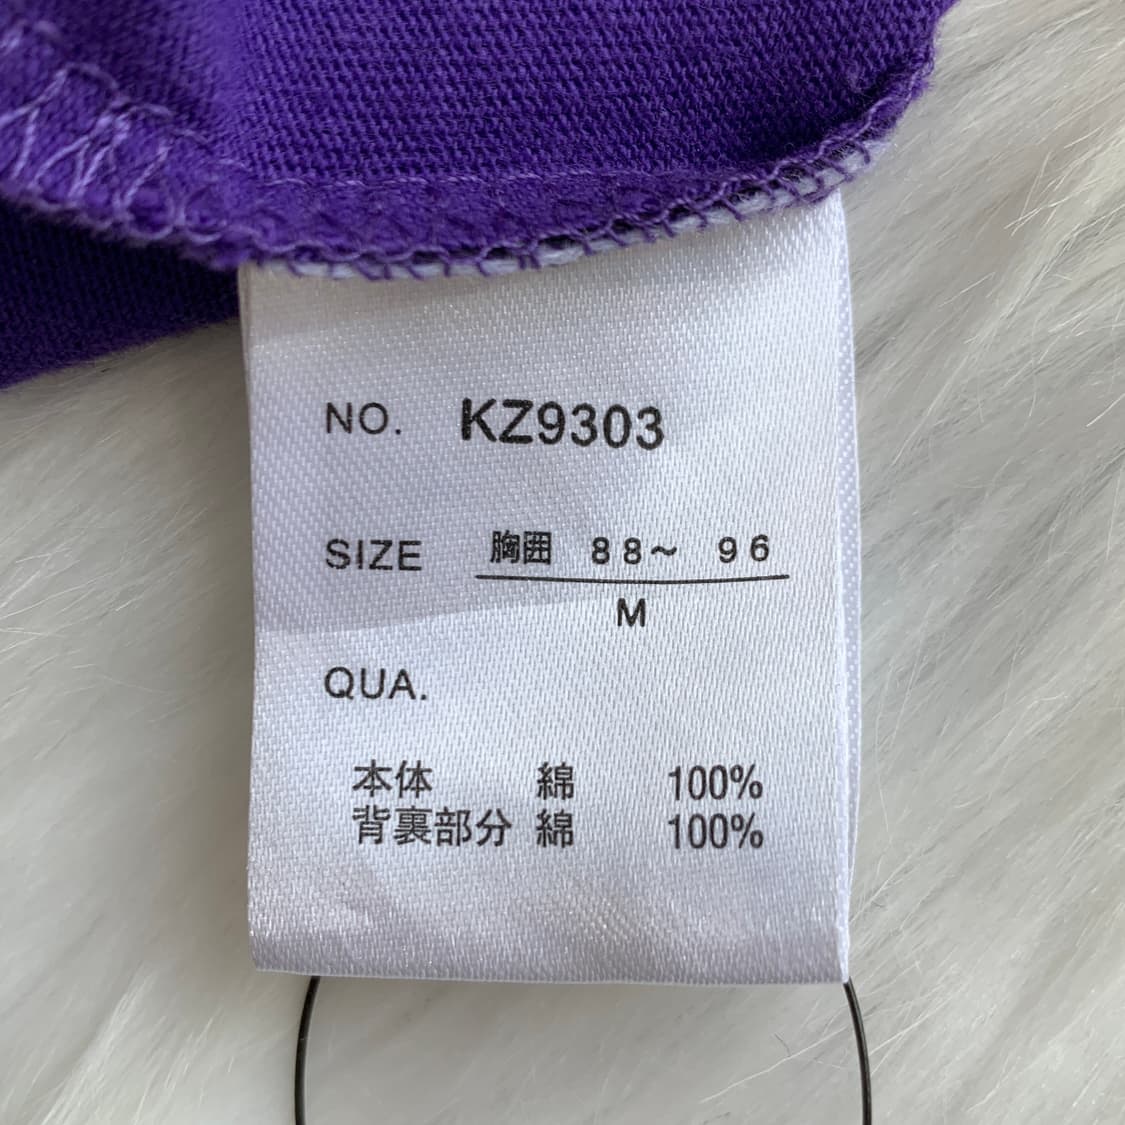 NO. KZ9303
SIZE 胸囲 88～ 96
M
QUA.
本体 綿 100%
背裏部分 綿 100%